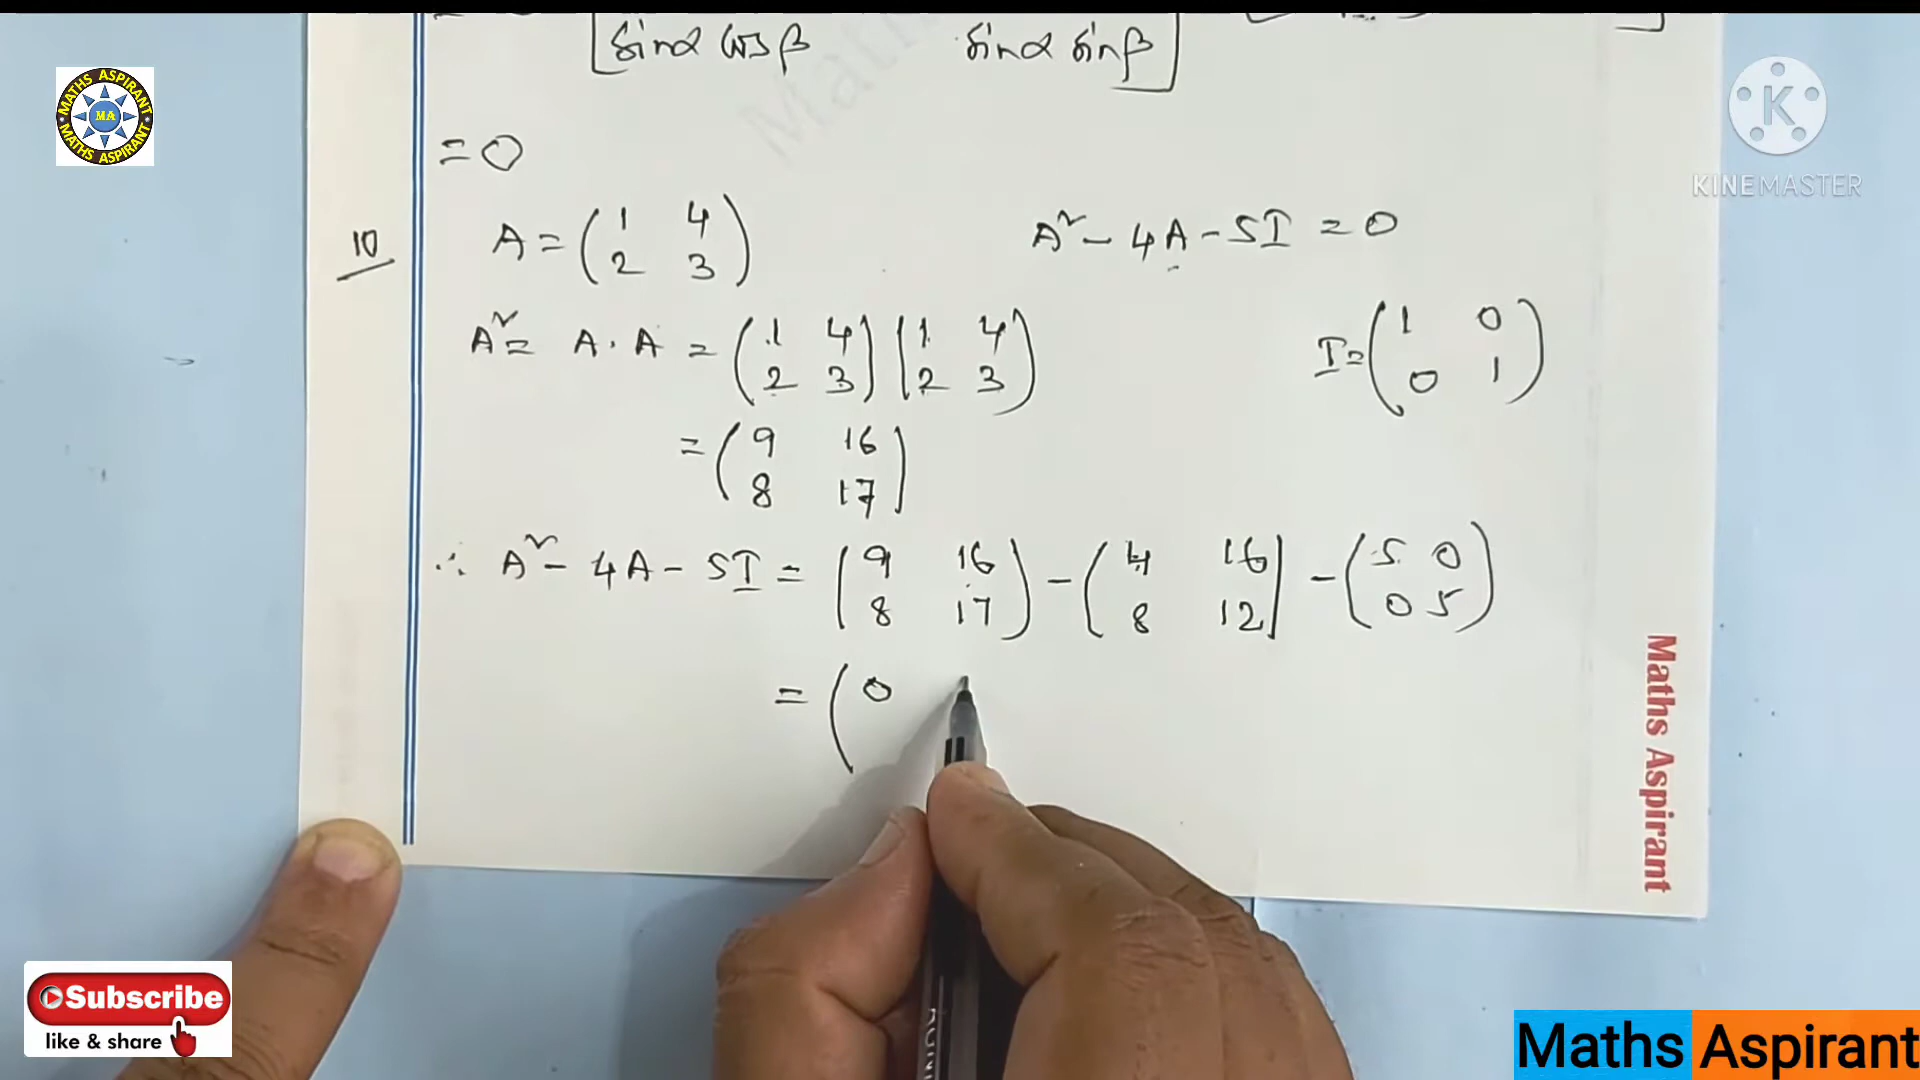 sinα cosβ sinα sinβ
= 0
10 A = (1 4 2 3) A² - 4A - 5I = 0
A² = A . A = (1 4 2 3) (1 4 2 3) I = (1 0 0 1)
= (9 16 8 17)
∴ A² - 4A - 5I = (9 16 8 17) - (4 16 8 12) - (5 0 0 5)
= (0
MATHS ASPIRANT
MA
MATHS ASPIRANT
K
KINEMASTER
Maths Aspirant
Subscribe
like & share
Maths Aspirant